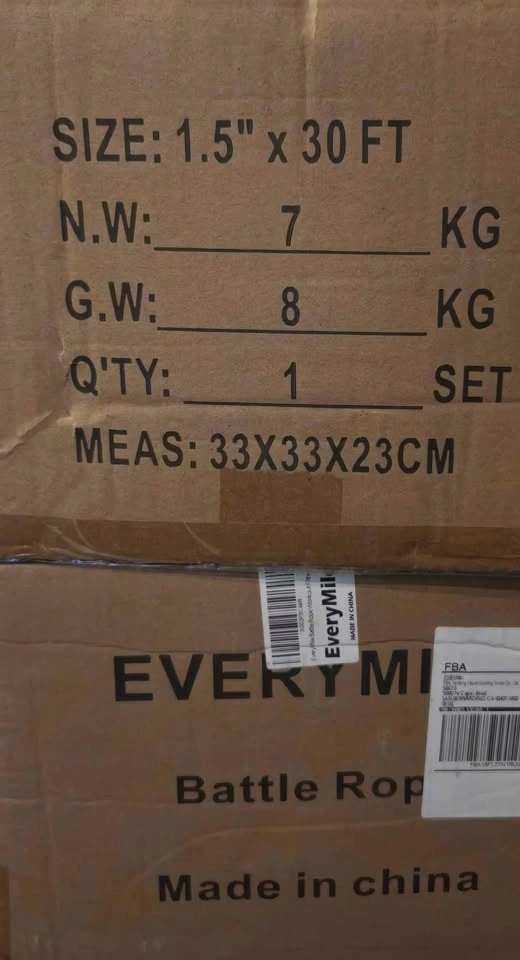 SIZE: 1.5" x 30 FT
N.W: 7 KG
G.W: 8 KG
Q'TY: 1 SET
MEAS: 33X33X23CM
EveryMile
MADE IN CHINA
EVERYMI
FBA
Battle Rop
Made in china